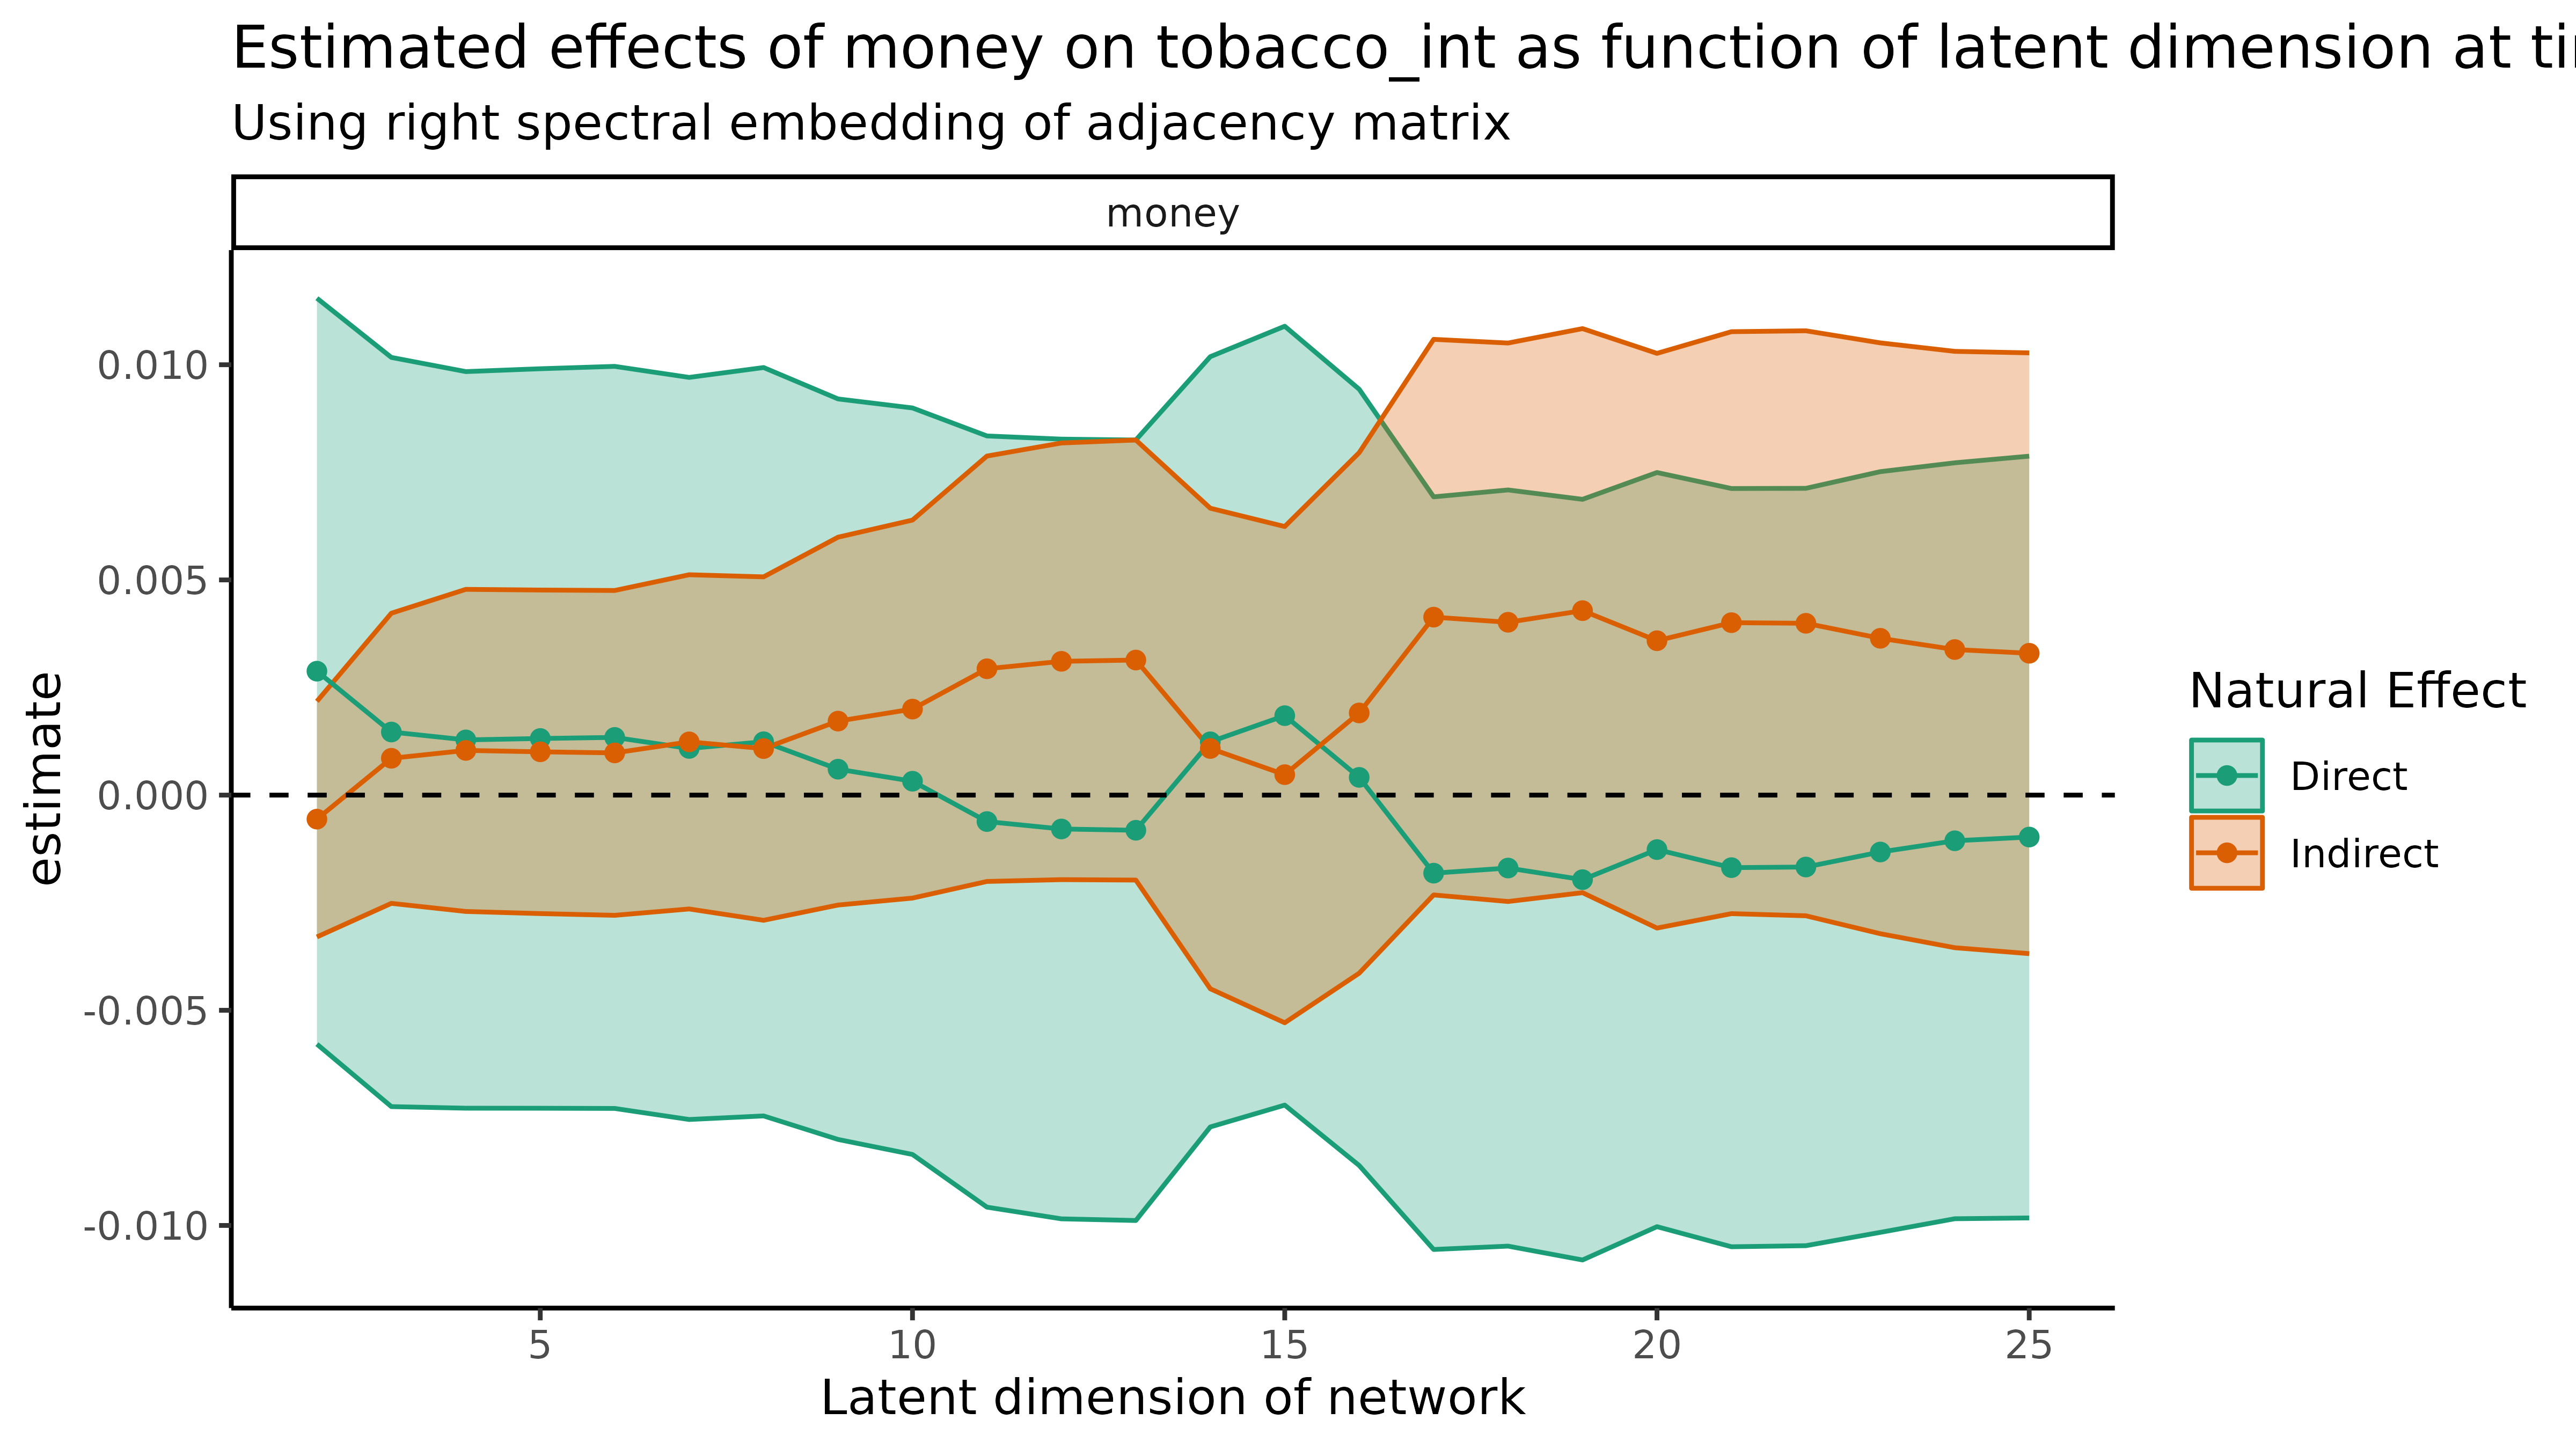 Estimated effects of money on tobacco_int as function of latent dimension at
Using right spectral embedding of adjacency matrix
money
0.010
0.005
0.000
-0.005
-0.010
estimate
5 10 15 20 25
Latent dimension of network
Natural Effect
Direct
Indirect